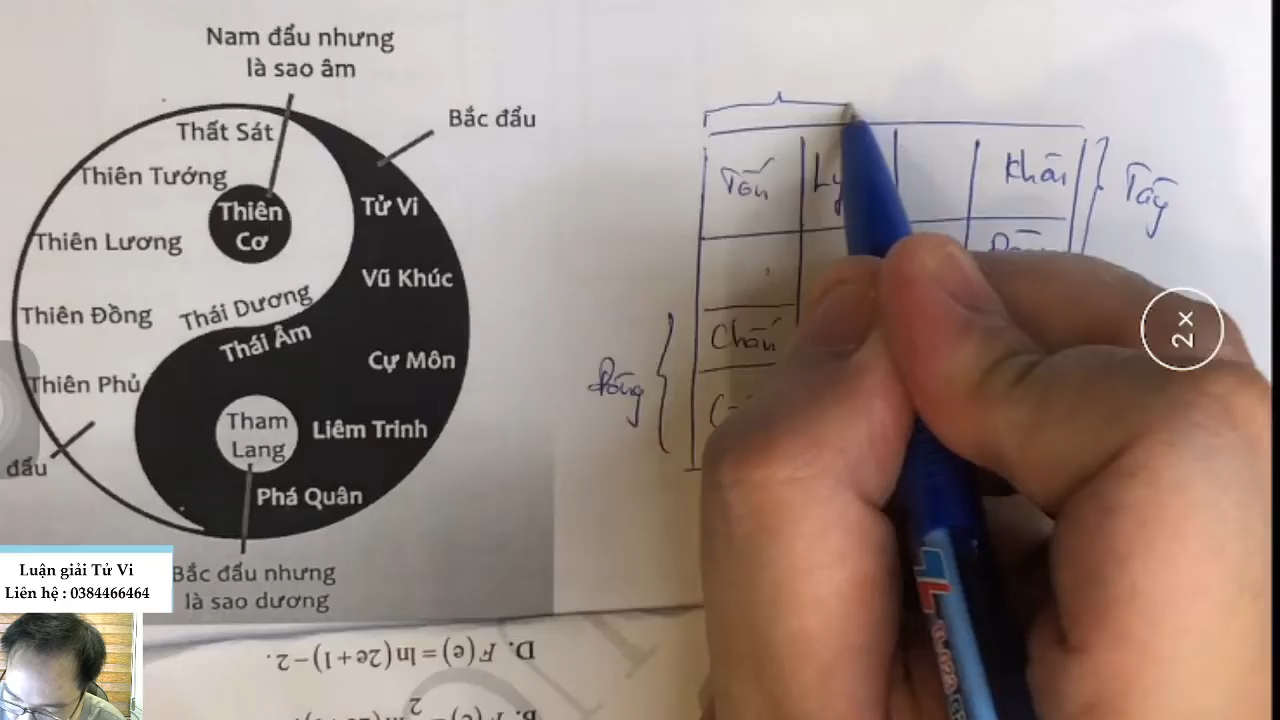 Nam đẩu nhưng
là sao âm
Bắc đẩu
Thất Sát
Thiên Tướng
Thiên
Cơ
Thiên Lương
Thiên Đồng
Thái Dương
Thái Âm
Thiên Phủ
đẩu
Tử Vi
Vũ Khúc
Cự Môn
Liêm Trinh
Tham
Lang
Phá Quân
Bắc đẩu nhưng
là sao dương
Tốn
Ly
Khôn
Tây
Chấn
Đông
2×
Luận giải Tử Vi
Liên hệ : 0384466464
D. F(e)=ln(2e+1)−2.